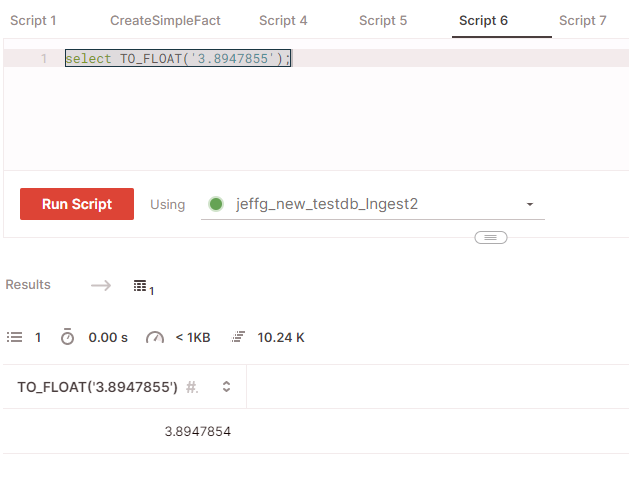 Script 1 CreateSimpleFact Script 4 Script 5 Script 6 Script 7
1 select TO_FLOAT('3.8947855');
Run Script Using jeffg_new_testdb_Ingest2
Results 1
1 0.00 s < 1KB 10.24 K
TO_FLOAT('3.8947855') #.
3.8947854